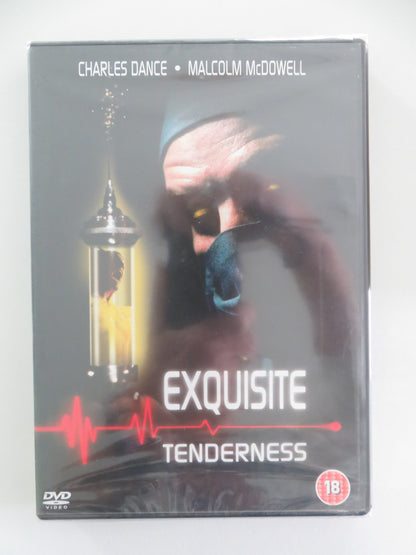 CHARLES DANCE • MALCOLM McDOWELL
EXQUISITE
TENDERNESS
18
DVD
VIDEO